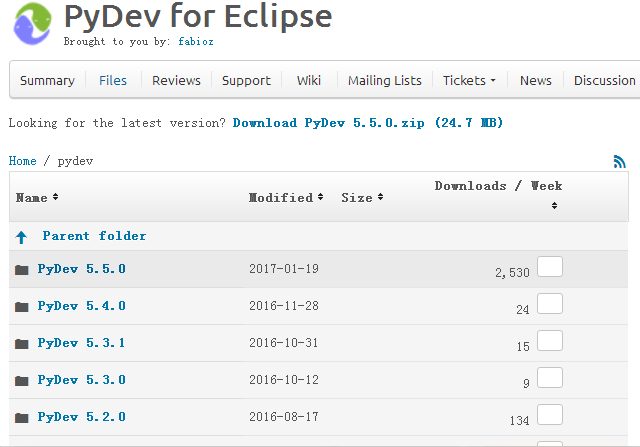 PyDev for Eclipse
Brought to you by: fabioz
Summary Files Reviews Support Wiki Mailing Lists Tickets News Discussion
Looking for the latest version? Download PyDev 5.5.0.zip (24.7 MB)
Home / pydev
Name Modified Size Downloads / Week
Parent folder
PyDev 5.5.0 2017-01-19 2,530
PyDev 5.4.0 2016-11-28 24
PyDev 5.3.1 2016-10-31 15
PyDev 5.3.0 2016-10-12 9
PyDev 5.2.0 2016-08-17 134